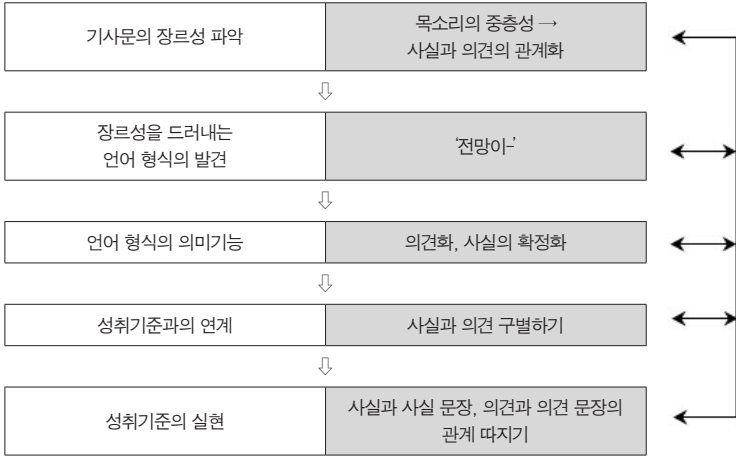 기사문의 장르성 파악
목소리의 중층성 →
사실과 의견의 관계화
⇩
장르성을 드러내는
언어 형식의 발견
‘전망이-’
⇩
언어 형식의 의미기능
의견화, 사실의 확정화
⇩
성취기준과의 연계
사실과 의견 구별하기
⇩
성취기준의 실현
사실과 사실 문장, 의견과 의견 문장의
관계 따지기